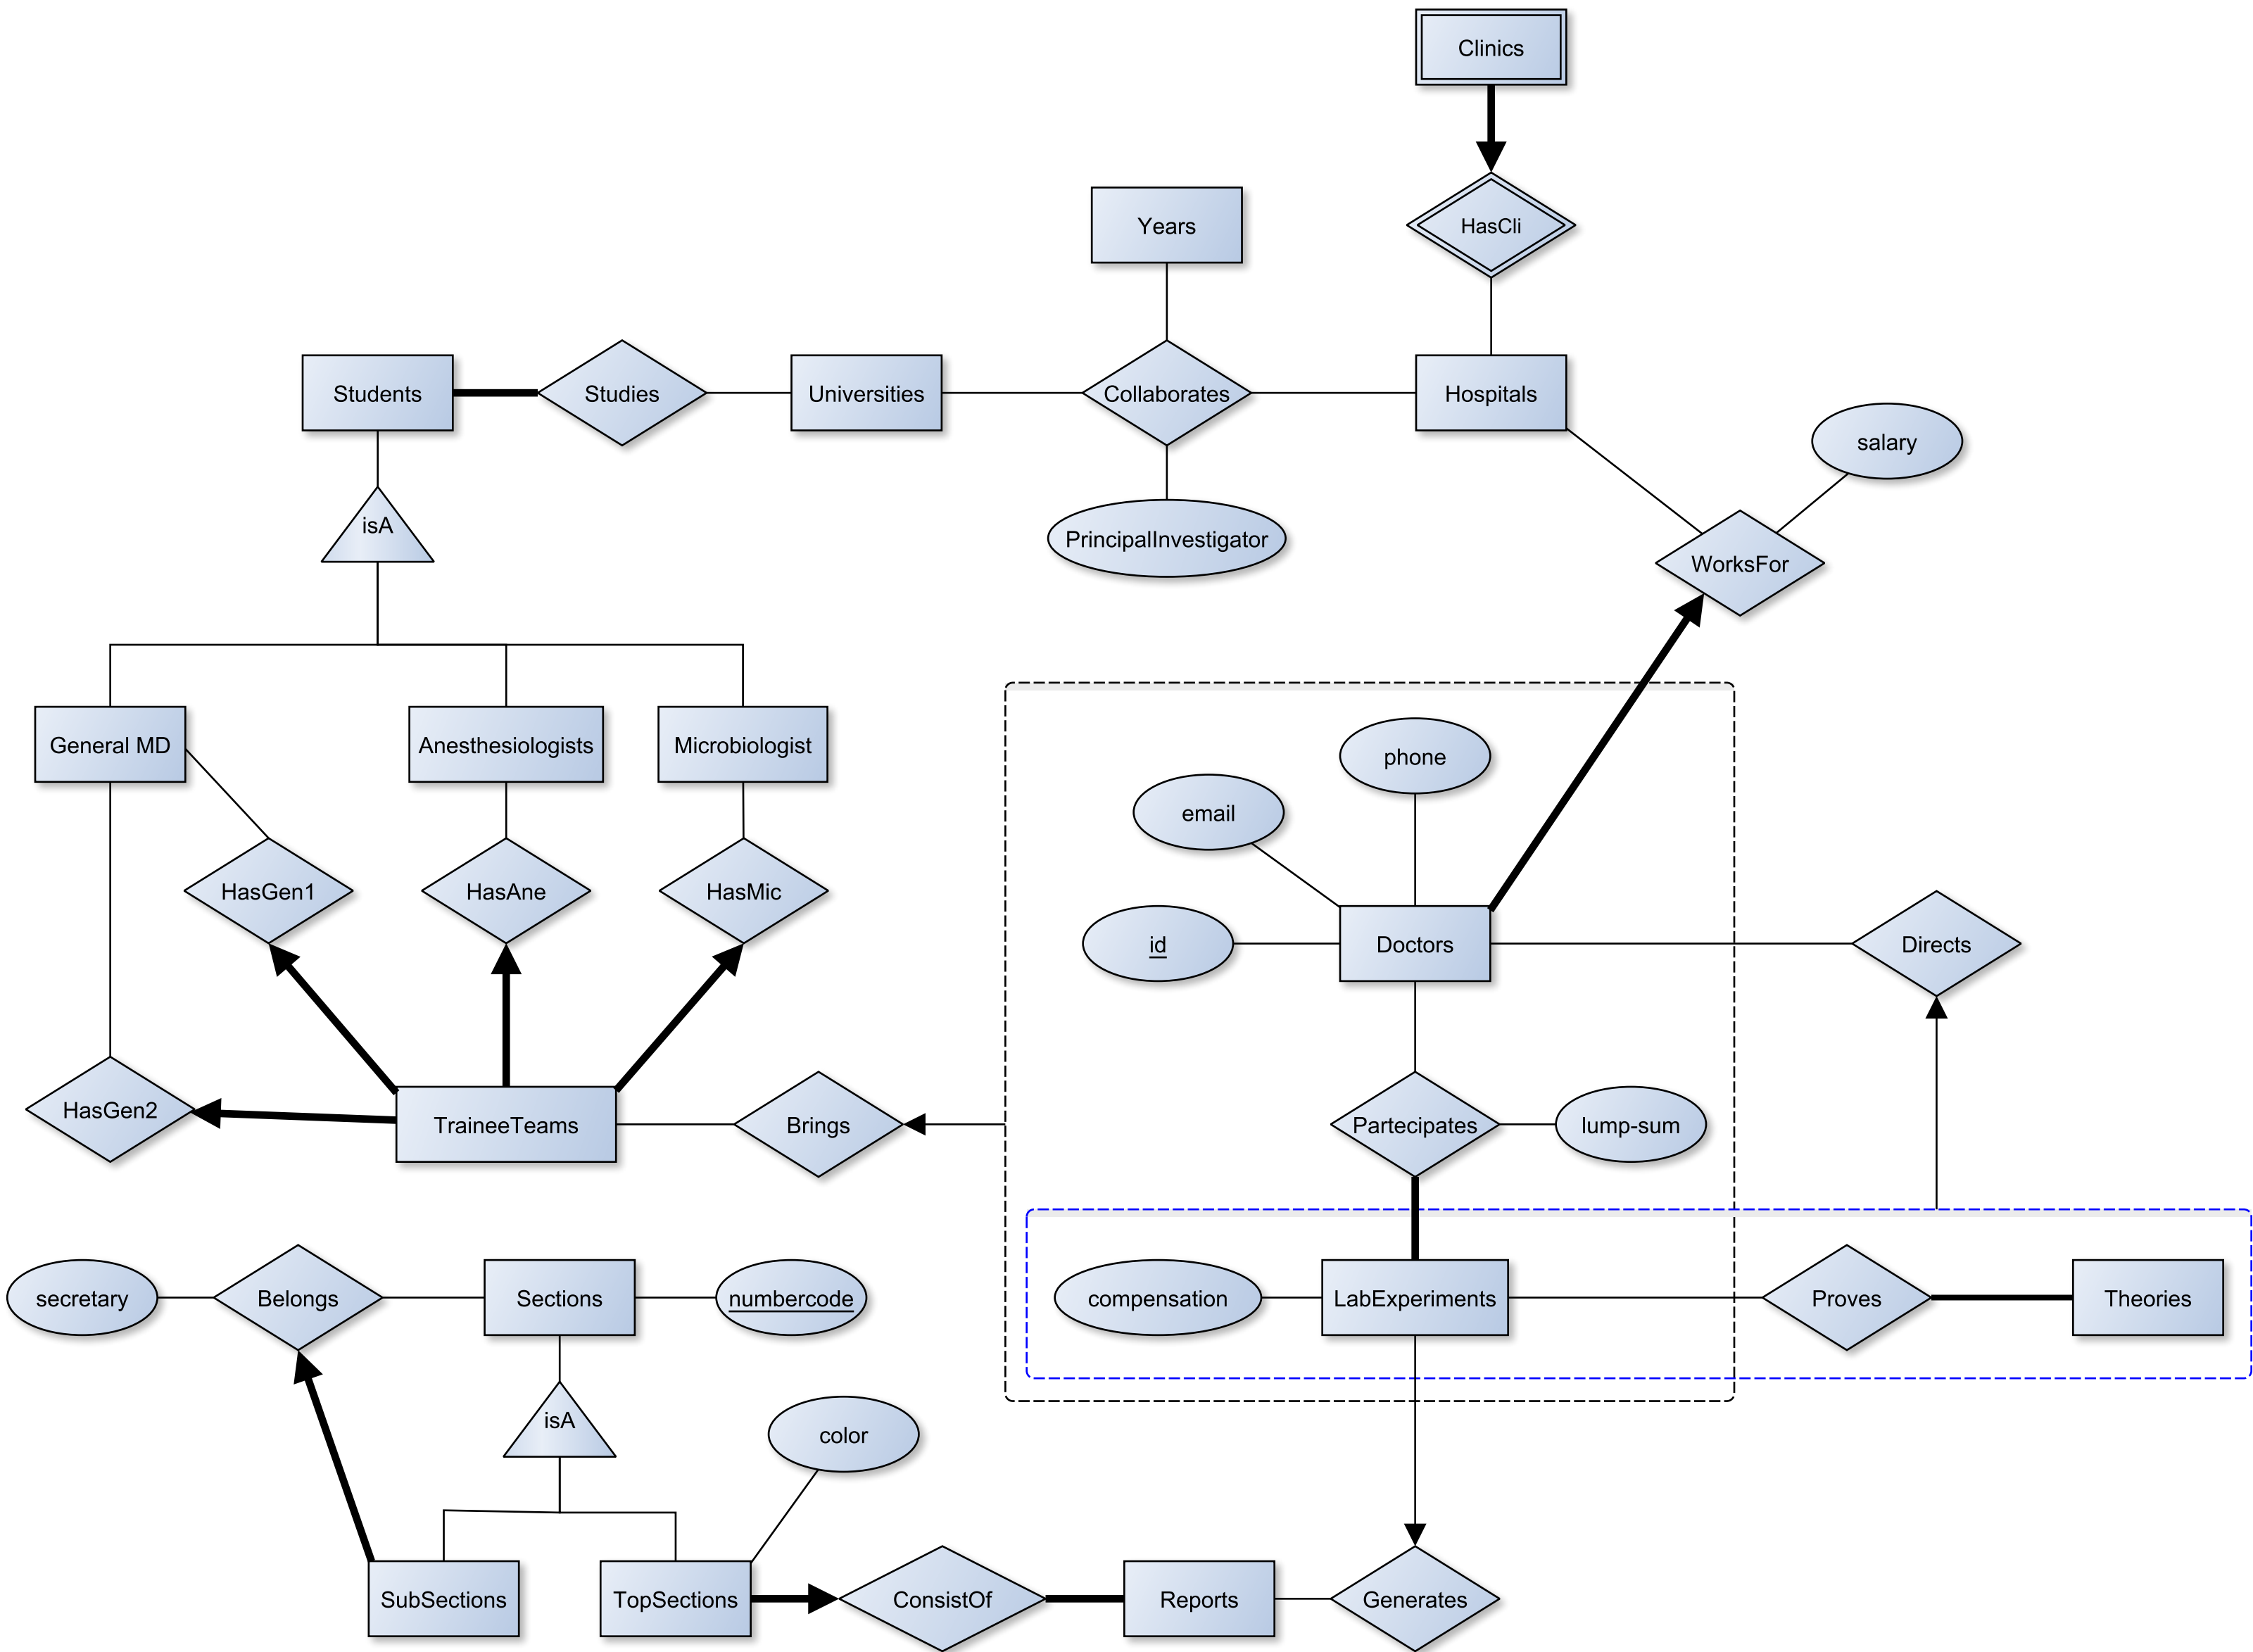 Clinics
HasCli
Years
Students
Studies
Universities
Collaborates
Hospitals
salary
PrincipalInvestigator
isA
WorksFor
General MD
Anesthesiologists
Microbiologist
phone
email
HasGen1
HasAne
HasMic
id
Doctors
Directs
HasGen2
TraineeTeams
Brings
Partecipates
lump-sum
secretary
Belongs
Sections
numbercode
compensation
LabExperiments
Proves
Theories
isA
color
SubSections
TopSections
ConsistOf
Reports
Generates